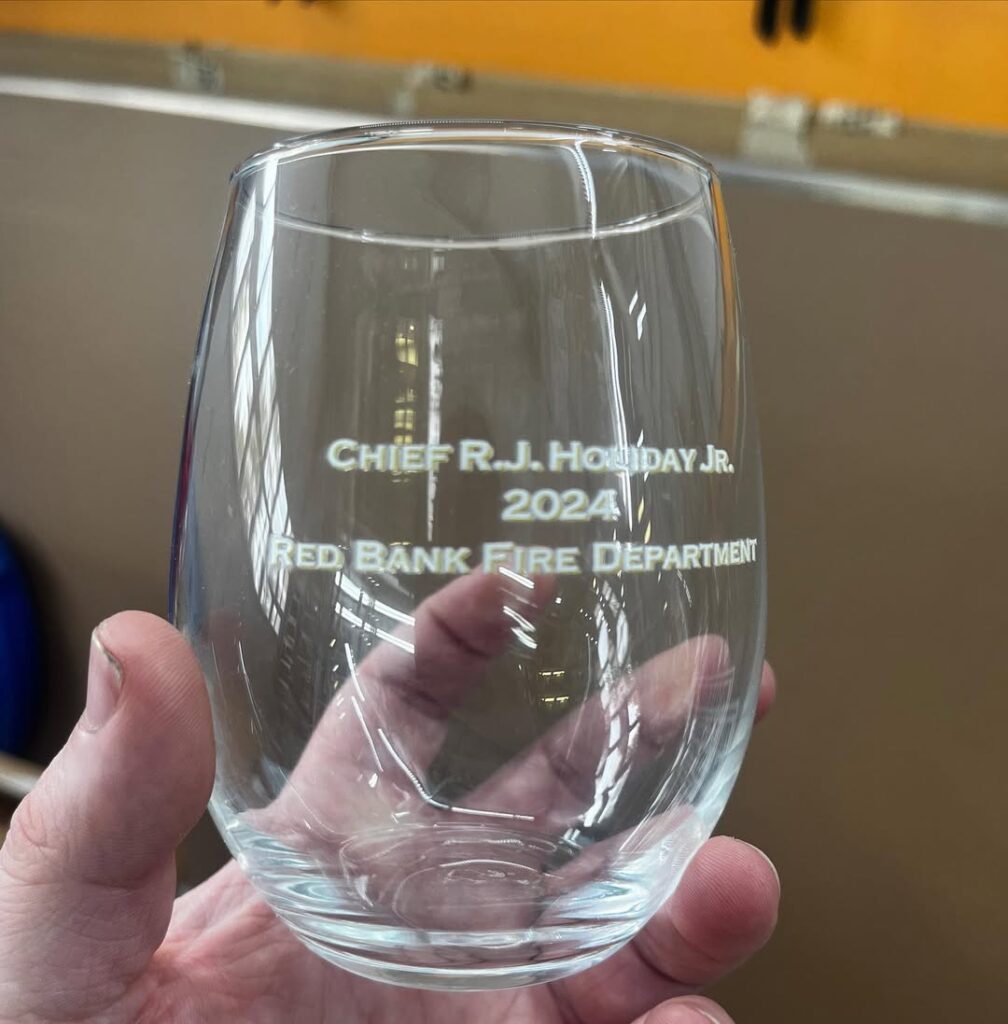 Chief R.J. Holiday Jr.
2024
Red Bank Fire Department